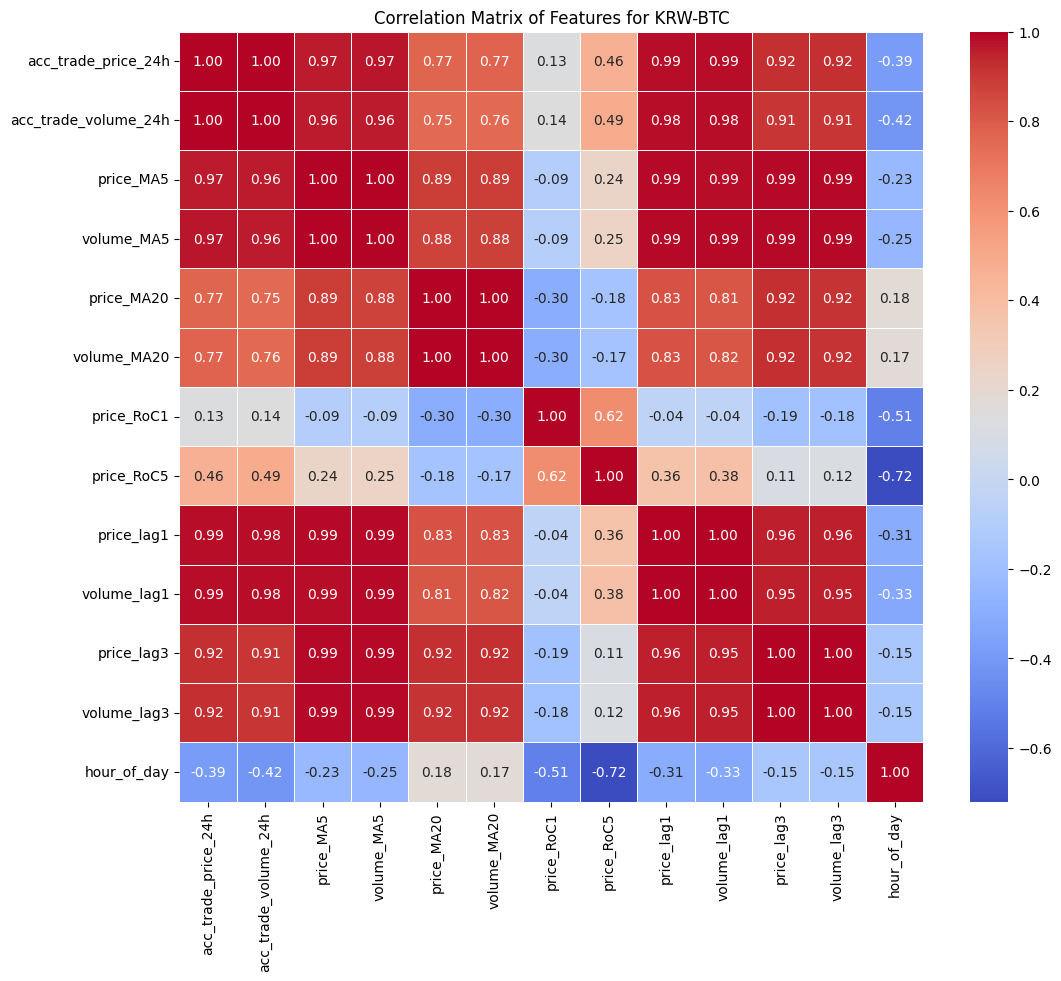 Correlation Matrix of Features for KRW-BTC
acc_trade_price_24h 1.00 1.00 0.97 0.97 0.77 0.77 0.13 0.46 0.99 0.99 0.92 0.92 -0.39
acc_trade_volume_24h 1.00 1.00 0.96 0.96 0.75 0.76 0.14 0.49 0.98 0.98 0.91 0.91 -0.42
price_MA5 0.97 0.96 1.00 1.00 0.89 0.89 -0.09 0.24 0.99 0.99 0.99 0.99 -0.23
volume_MA5 0.97 0.96 1.00 1.00 0.88 0.88 -0.09 0.25 0.99 0.99 0.99 0.99 -0.25
price_MA20 0.77 0.75 0.89 0.88 1.00 1.00 -0.30 -0.18 0.83 0.81 0.92 0.92 0.18
volume_MA20 0.77 0.76 0.89 0.88 1.00 1.00 -0.30 -0.17 0.83 0.82 0.92 0.92 0.17
price_RoC1 0.13 0.14 -0.09 -0.09 -0.30 -0.30 1.00 0.62 -0.04 -0.04 -0.19 -0.18 -0.51
price_RoC5 0.46 0.49 0.24 0.25 -0.18 -0.17 0.62 1.00 0.36 0.38 0.11 0.12 -0.72
price_lag1 0.99 0.98 0.99 0.99 0.83 0.83 -0.04 0.36 1.00 1.00 0.96 0.96 -0.31
volume_lag1 0.99 0.98 0.99 0.99 0.81 0.82 -0.04 0.38 1.00 1.00 0.95 0.95 -0.33
price_lag3 0.92 0.91 0.99 0.99 0.92 0.92 -0.19 0.11 0.96 0.95 1.00 1.00 -0.15
volume_lag3 0.92 0.91 0.99 0.99 0.92 0.92 -0.18 0.12 0.96 0.95 1.00 1.00 -0.15
hour_of_day -0.39 -0.42 -0.23 -0.25 0.18 0.17 -0.51 -0.72 -0.31 -0.33 -0.15 -0.15 1.00
acc_trade_price_24h
acc_trade_volume_24h
price_MA5
volume_MA5
price_MA20
volume_MA20
price_RoC1
price_RoC5
price_lag1
volume_lag1
price_lag3
volume_lag3
hour_of_day
1.0
0.8
0.6
0.4
0.2
0.0
−0.2
−0.4
−0.6